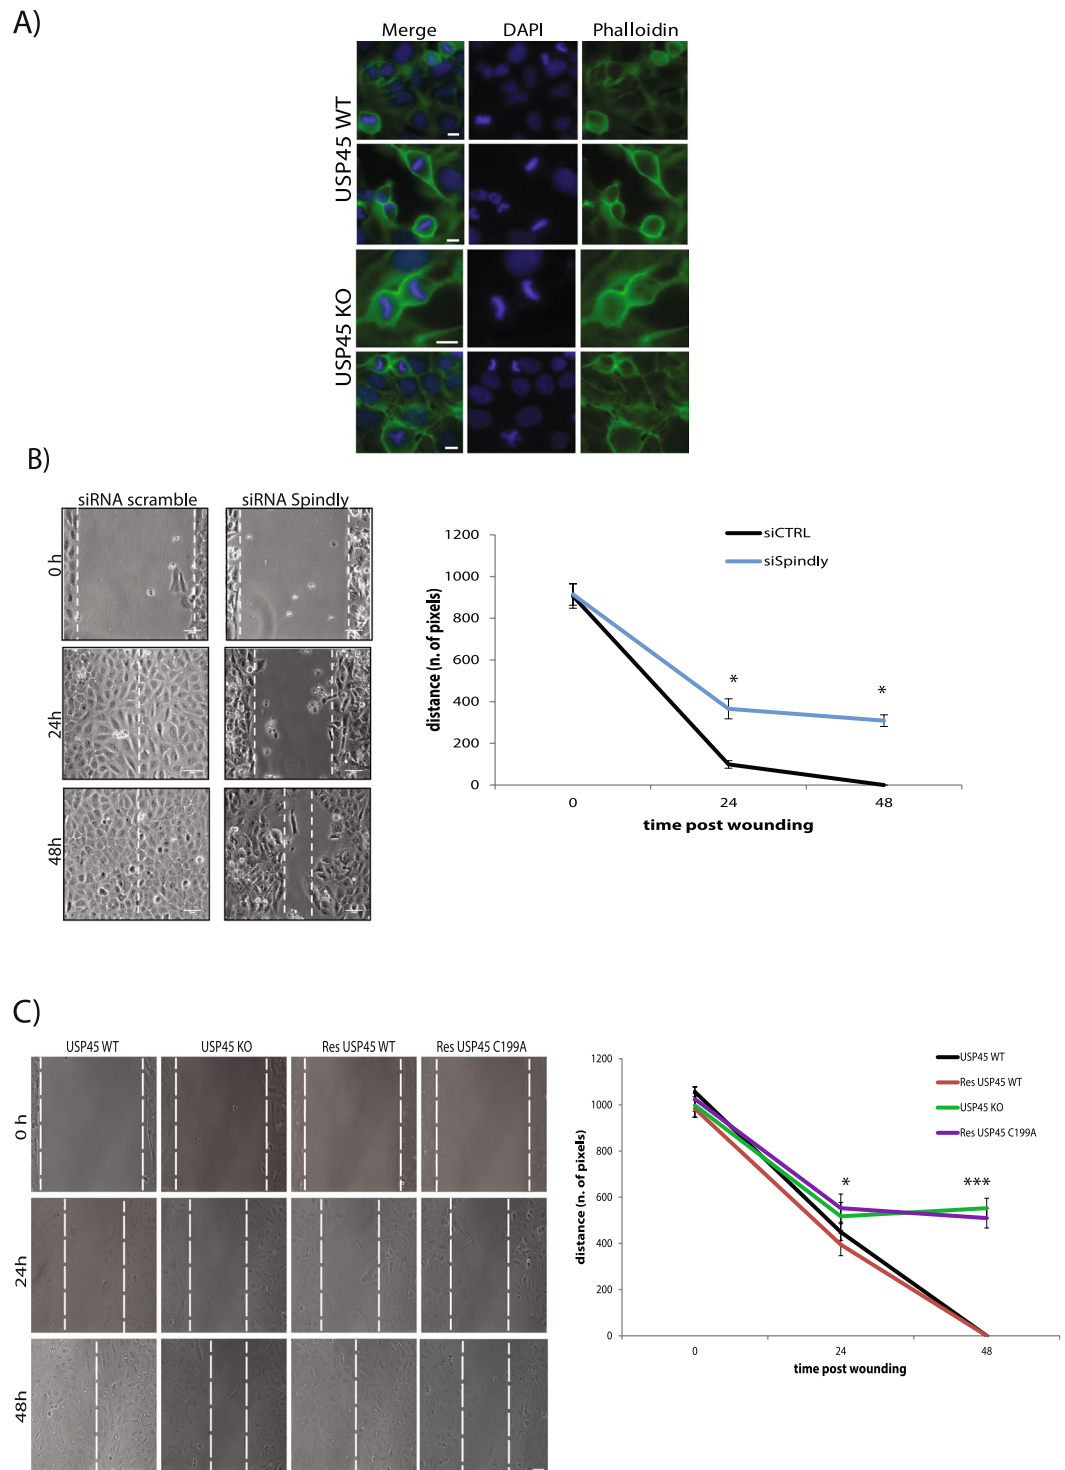 A)
Merge DAPI Phalloidin
USP45 WT
USP45 KO
B)
siRNA scramble siRNA Spindly
0 h
24h
48h
siCTRL
siSpindly
1200
1000
800
600
400
200
0
distance (n. of pixels)
*
*
0 24 48
time post wounding
C)
USP45 WT USP45 KO Res USP45 WT Res USP45 C199A
0 h
24h
48h
USP45 WT
Res USP45 WT
USP45 KO
Res USP45 C199A
1200
1000
800
600
400
200
0
distance (n. of pixels)
*
***
0 24 48
time post wounding